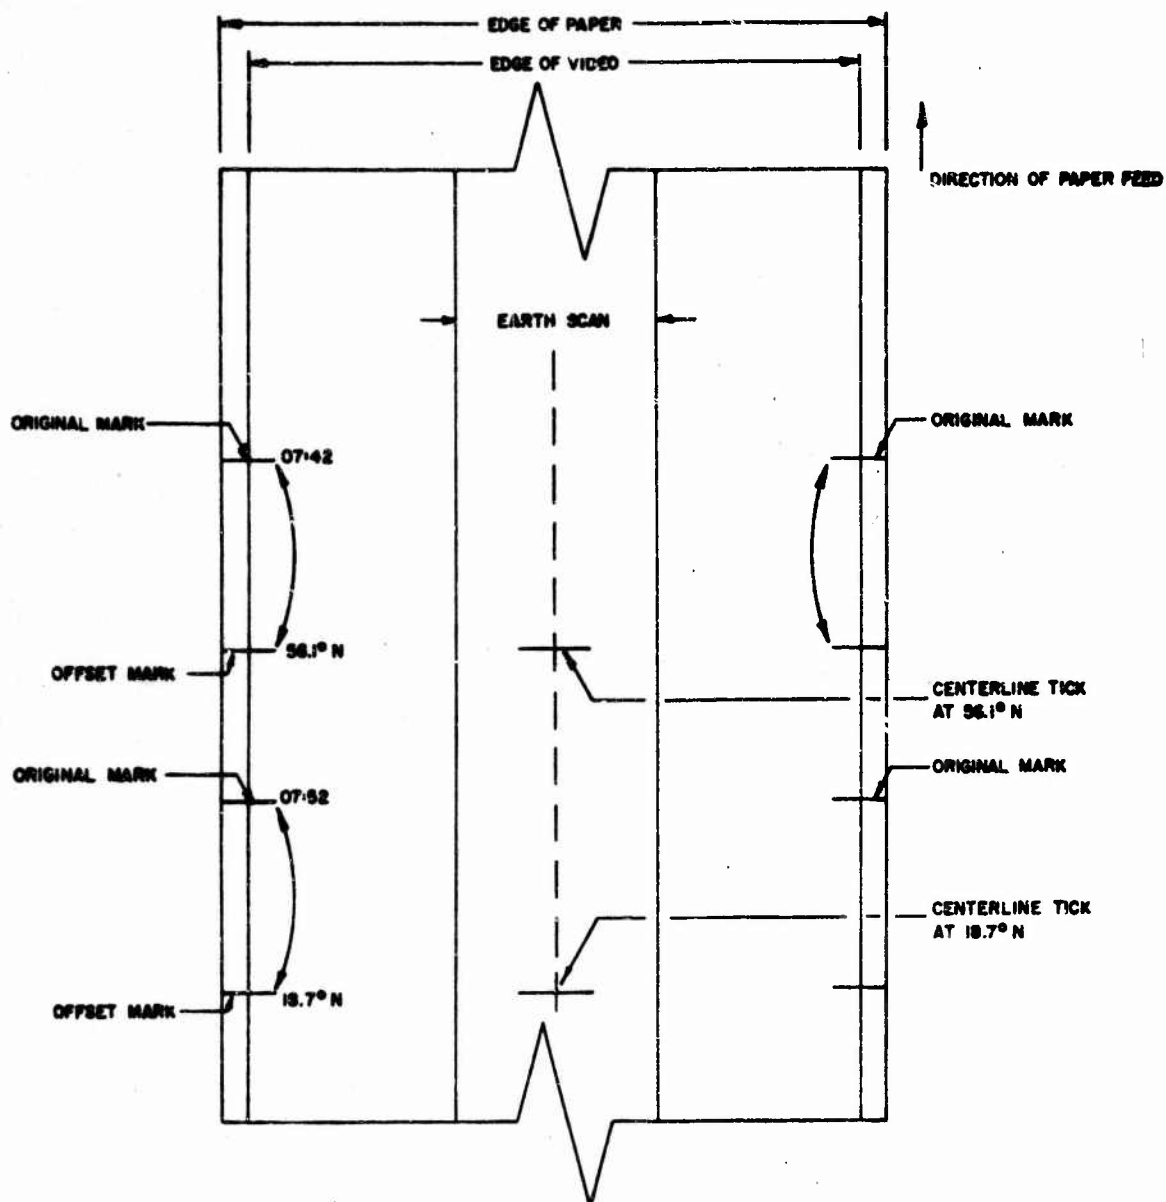 EDGE OF PAPER
EDGE OF VIDEO
DIRECTION OF PAPER FEED
EARTH SCAN
ORIGINAL MARK
ORIGINAL MARK
07:42
56.1° N
OFFSET MARK
CENTERLINE TICK
AT 56.1° N
ORIGINAL MARK
ORIGINAL MARK
07:52
CENTERLINE TICK
AT 19.7° N
19.7° N
OFFSET MARK